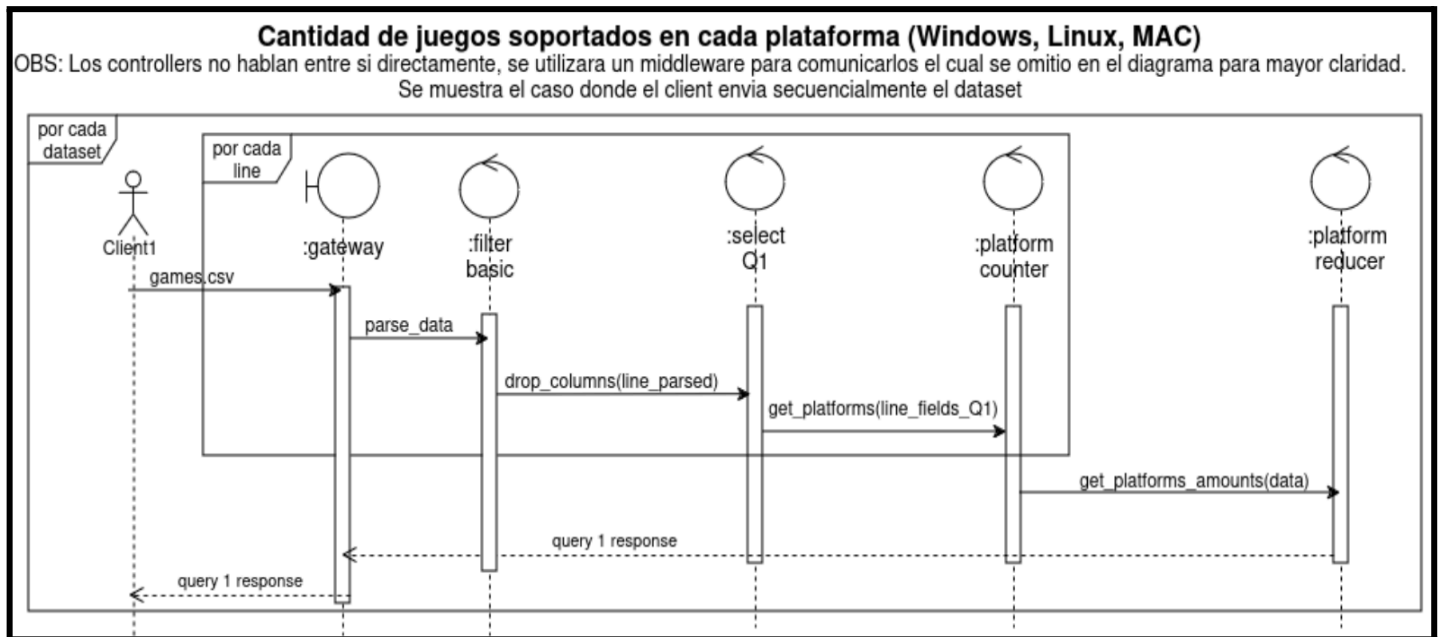 Cantidad de juegos soportados en cada plataforma (Windows, Linux, MAC)
OBS: Los controllers no hablan entre si directamente, se utilizara un middleware para comunicarlos el cual se omitio en el diagrama para mayor claridad.
Se muestra el caso donde el client envia secuencialmente el dataset
por cada
dataset
por cada
line
Client1
:gateway
:filter
basic
:select
Q1
:platform
counter
:platform
reducer
games.csv
parse_data
drop_columns(line_parsed)
get_platforms(line_fields_Q1)
get_platforms_amounts(data)
query 1 response
query 1 response